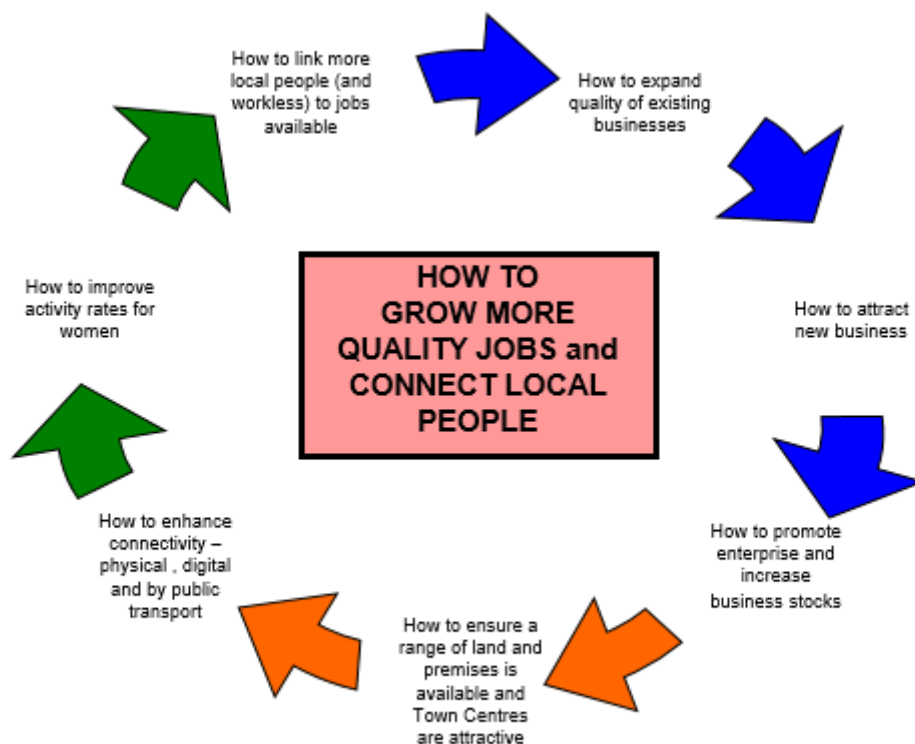 How to link more
local people (and
workless) to jobs
available
How to expand
quality of existing
businesses
How to attract
new business
How to promote
enterprise and
increase
business stocks
How to ensure a
range of land and
premises is
available and
Town Centres
are attractive
How to enhance
connectivity –
physical , digital
and by public
transport
How to improve
activity rates for
women
HOW TO
GROW MORE
QUALITY JOBS and
CONNECT LOCAL
PEOPLE